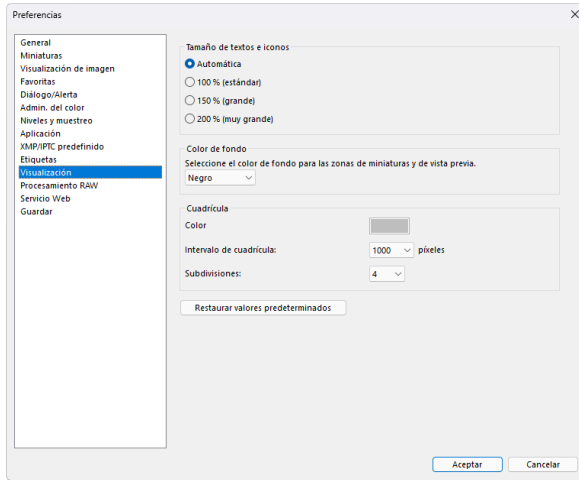 Preferencias
General
Miniaturas
Visualización de imagen
Favoritas
Diálogo/Alerta
Admin. del color
Niveles y muestreo
Aplicación
XMP/IPTC predefinido
Etiquetas
Visualización
Procesamiento RAW
Servicio Web
Guardar
Tamaño de textos e iconos
Automática
100 % (estándar)
150 % (grande)
200 % (muy grande)
Color de fondo
Seleccione el color de fondo para las zonas de miniaturas y de vista previa.
Negro
Cuadrícula
Color
Intervalo de cuadrícula: 1000 píxeles
Subdivisiones: 4
Restaurar valores predeterminados
Aceptar Cancelar